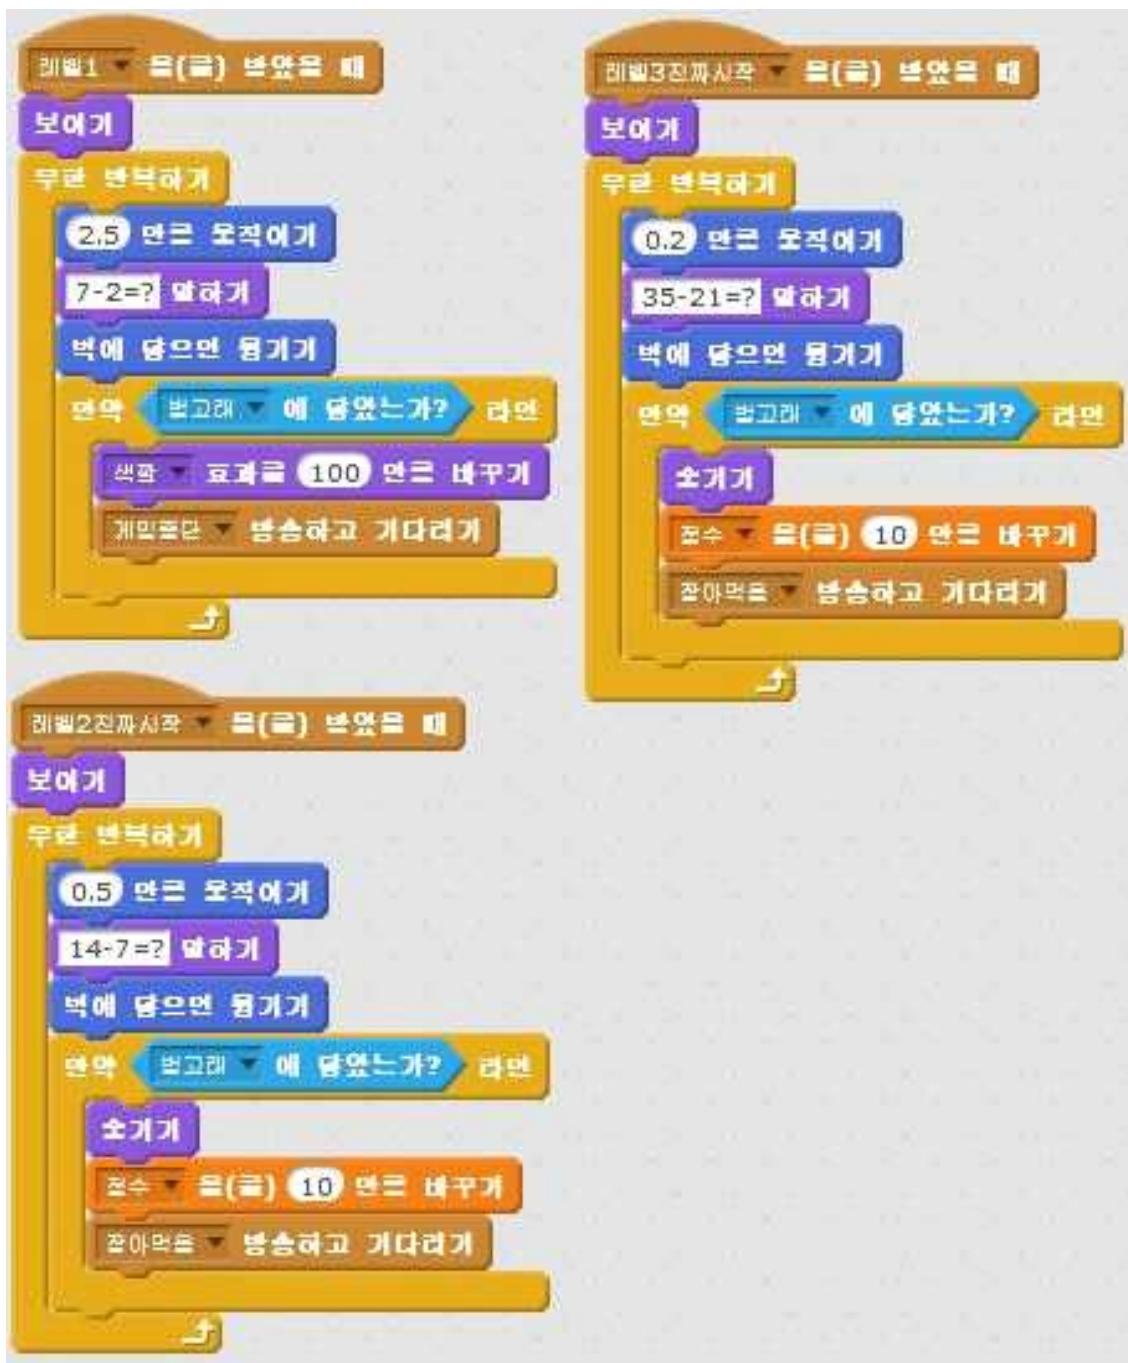 레벨1 을(를) 받았을 때
보이기
무한 반복하기
2.5 만큼 움직이기
7-2=? 말하기
벽에 닿으면 튕기기
만약 범고래 에 닿았는가? 라면
색깔 효과를 100 만큼 바꾸기
게임중단 방송하고 기다리기
레벨3진짜시작 을(를) 받았을 때
보이기
무한 반복하기
0.2 만큼 움직이기
35-21=? 말하기
벽에 닿으면 튕기기
만약 범고래 에 닿았는가? 라면
숨기기
점수 을(를) 10 만큼 바꾸기
잡아먹음 방송하고 기다리기
레벨2진짜시작 을(를) 받았을 때
보이기
무한 반복하기
0.5 만큼 움직이기
14-7=? 말하기
벽에 닿으면 튕기기
만약 범고래 에 닿았는가? 라면
숨기기
점수 을(를) 10 만큼 바꾸기
잡아먹음 방송하고 기다리기